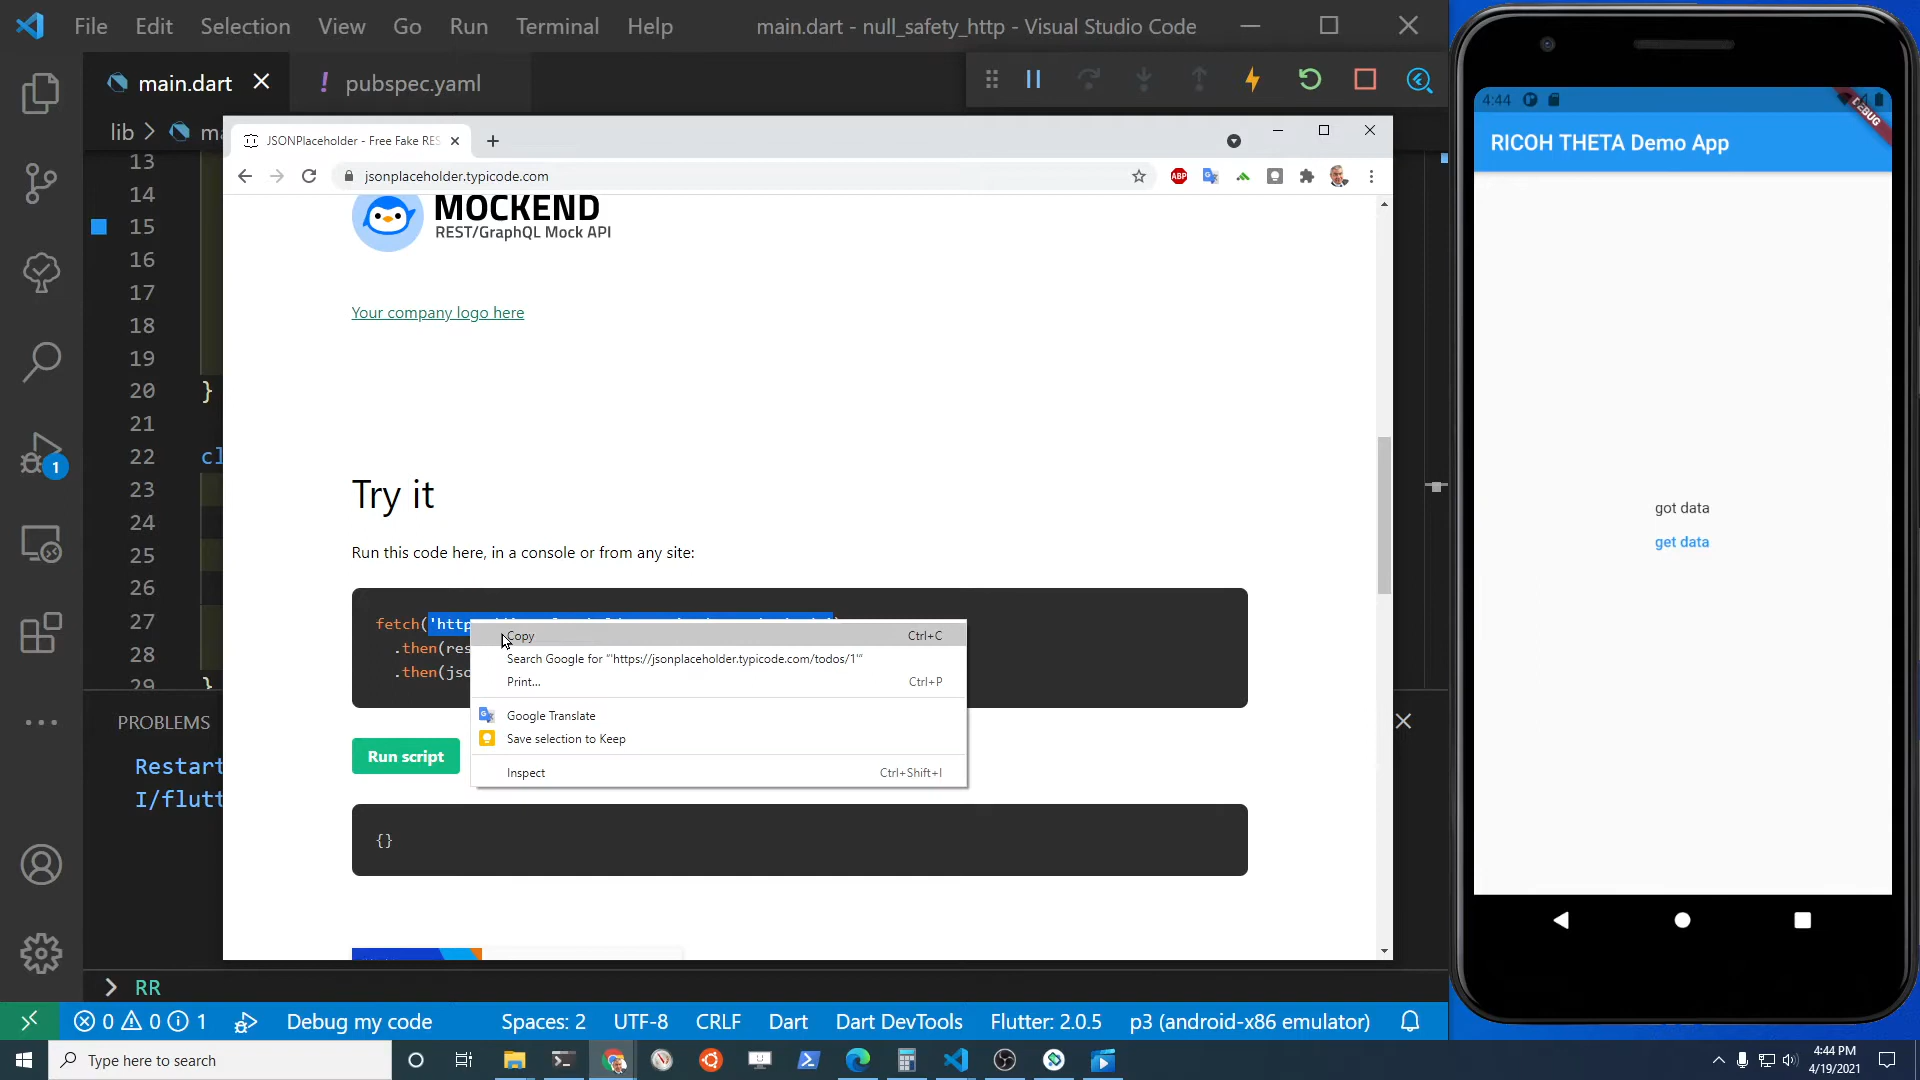 File Edit Selection View Go Run Terminal Help
main.dart - null_safety_http - Visual Studio Code
main.dart
! pubspec.yaml
lib
13
14
15
16
17
18
19
20 }
21
22 cl
23
24
25
26
27
28
29 }
1
JSONPlaceholder - Free Fake RES
jsonplaceholder.typicode.com
ABP
MOCKEND
REST/GraphQL Mock API
Your company logo here
Try it
Run this code here, in a console or from any site:
fetch('http
.then(res
.then(jso
Copy Ctrl+C
Search Google for "'https://jsonplaceholder.typicode.com/todos/1'"
Print... Ctrl+P
Google Translate
Save selection to Keep
Inspect Ctrl+Shift+I
Run script
{}
PROBLEMS
Restart
I/flutt
> RR
0 0 1 Debug my code Spaces: 2 UTF-8 CRLF Dart Dart DevTools Flutter: 2.0.5 p3 (android-x86 emulator)
Type here to search
4:44 PM
4/19/2021
4:44
DEBUG
RICOH THETA Demo App
got data
get data